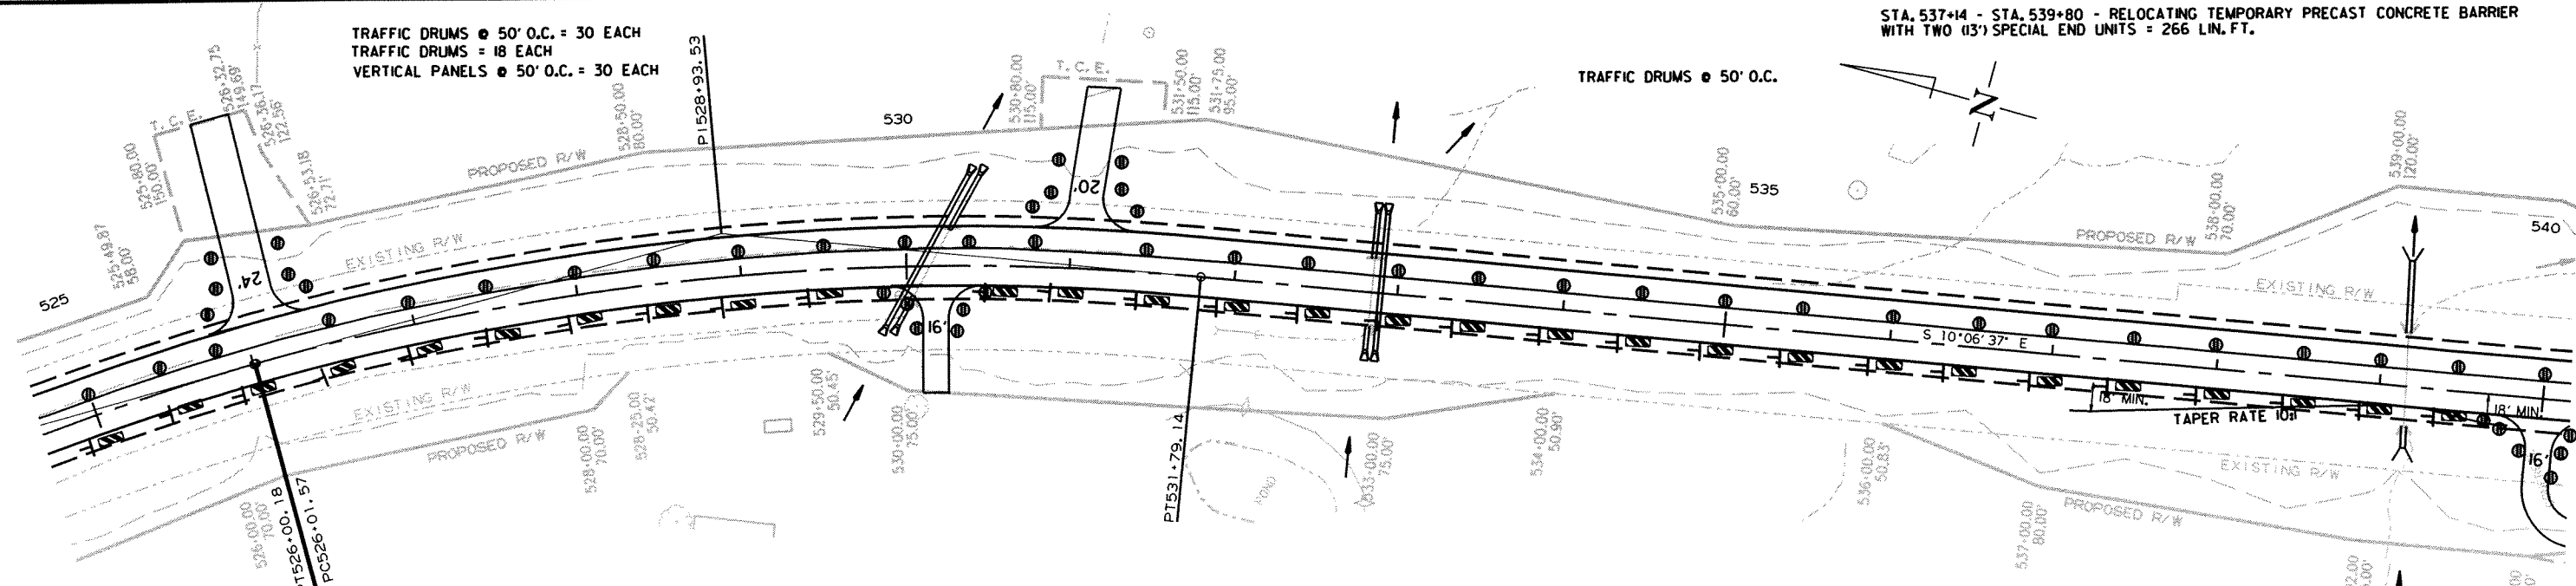 TRAFFIC DRUMS @ 50' O.C. = 30 EACH
TRAFFIC DRUMS = 18 EACH
VERTICAL PANELS @ 50' O.C. = 30 EACH
STA. 537+14 - STA. 539+80 - RELOCATING TEMPORARY PRECAST CONCRETE BARRIER
WITH TWO (13') SPECIAL END UNITS = 266 LIN. FT.
TRAFFIC DRUMS @ 50' O.C.
N
525+49.87
58.00'
525+80.00
150.00'
T.C.E.
526+32.75
149.69'
526+36.17
122.56'
526+53.18
72.71'
528+50.00
80.00'
PI528+93.53
530+80.00
115.00'
T.C.E.
531+50.00
115.00'
531+75.00
95.00'
535+00.00
60.00'
538+00.00
70.00'
539+00.00
120.00'
525
530
535
540
PROPOSED R/W
PROPOSED R/W
EXISTING R/W
EXISTING R/W
24'
20'
16'
S 10°06'37" E
18' MIN.
TAPER RATE 10:1
18' MIN.
16'
EXISTING R/W
EXISTING R/W
PROPOSED R/W
PROPOSED R/W
526+00.00
70.00'
PT526+00.18
PC526+01.57
528+00.00
70.00'
528+25.00
50.42'
529+50.00
50.45'
530+00.00
75.00'
PT531+79.14
POND
533+00.00
75.00'
534+00.00
50.90'
536+00.00
50.83'
537+00.00
80.00'